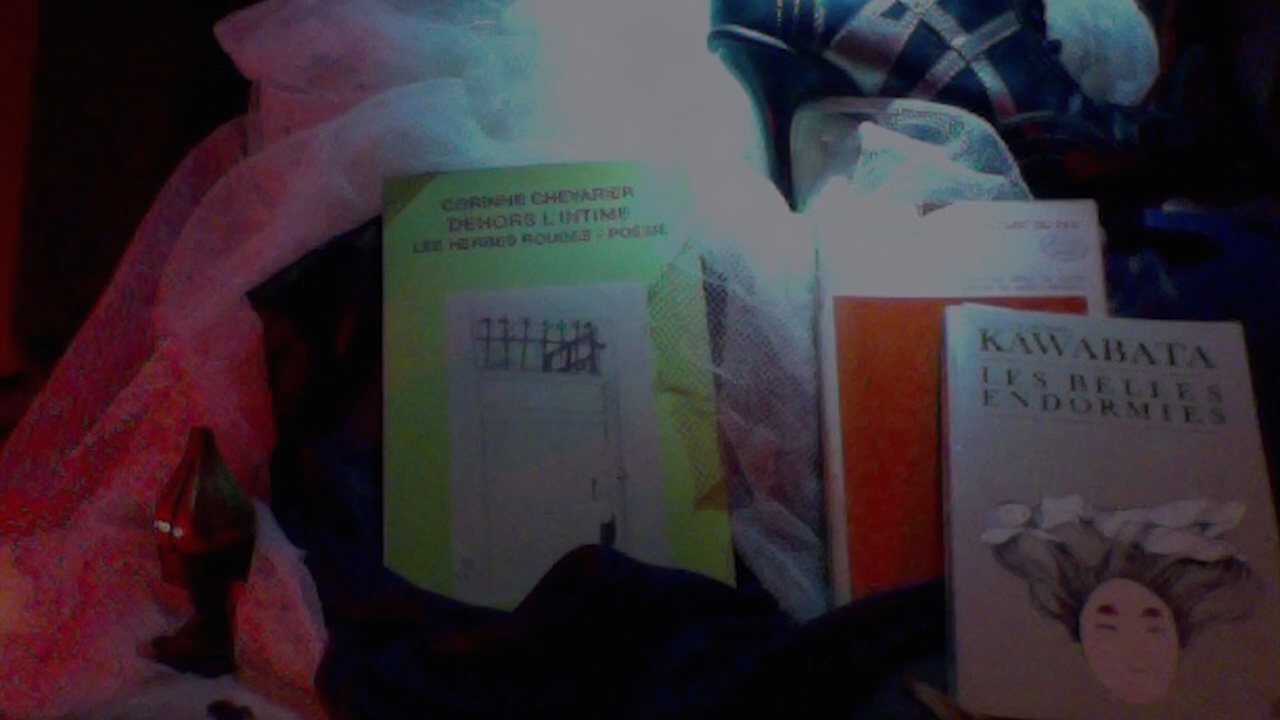 CORINNE CHEVARIER
DEHORS L'INTIME
LES HERBES ROUGES - POÉSIE
KAWABATA
LES BELLES
ENDORMIES